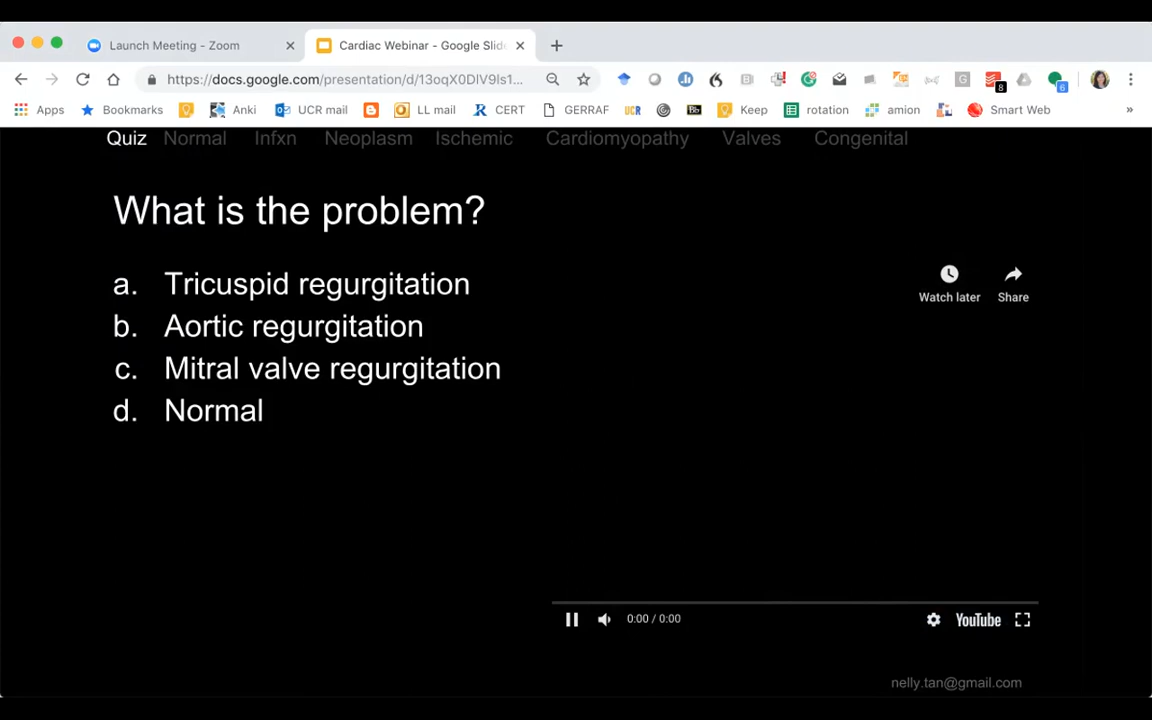 Launch Meeting - Zoom
Cardiac Webinar - Google Slid
https://docs.google.com/presentation/d/13oqX0DIV9ls1...
8
6
Apps
Bookmarks
Anki
UCR mail
LL mail
CERT
GERRAF
UCR
Keep
rotation
amion
Smart Web
»
Quiz Normal Infxn Neoplasm Ischemic Cardiomyopathy Valves Congenital
What is the problem?
a. Tricuspid regurgitation
b. Aortic regurgitation
c. Mitral valve regurgitation
d. Normal
Watch later
Share
0:00 / 0:00
YouTube
nelly.tan@gmail.com